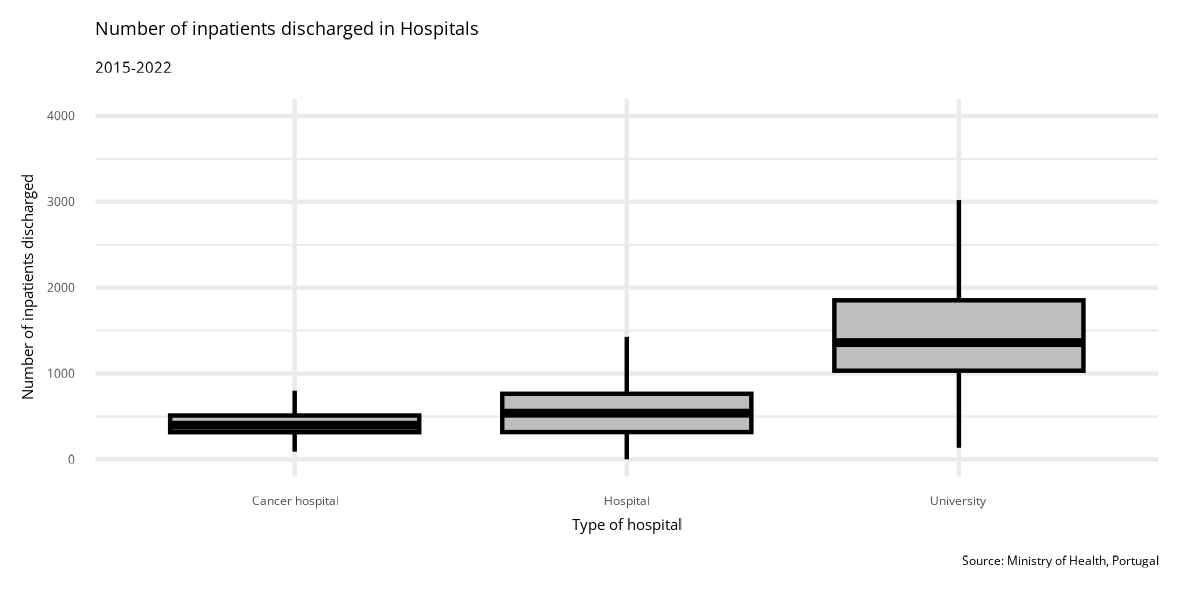 Number of inpatients discharged in Hospitals
2015-2022
Number of inpatients discharged
4000
3000
2000
1000
0
Cancer hospital
Hospital
University
Type of hospital
Source: Ministry of Health, Portugal